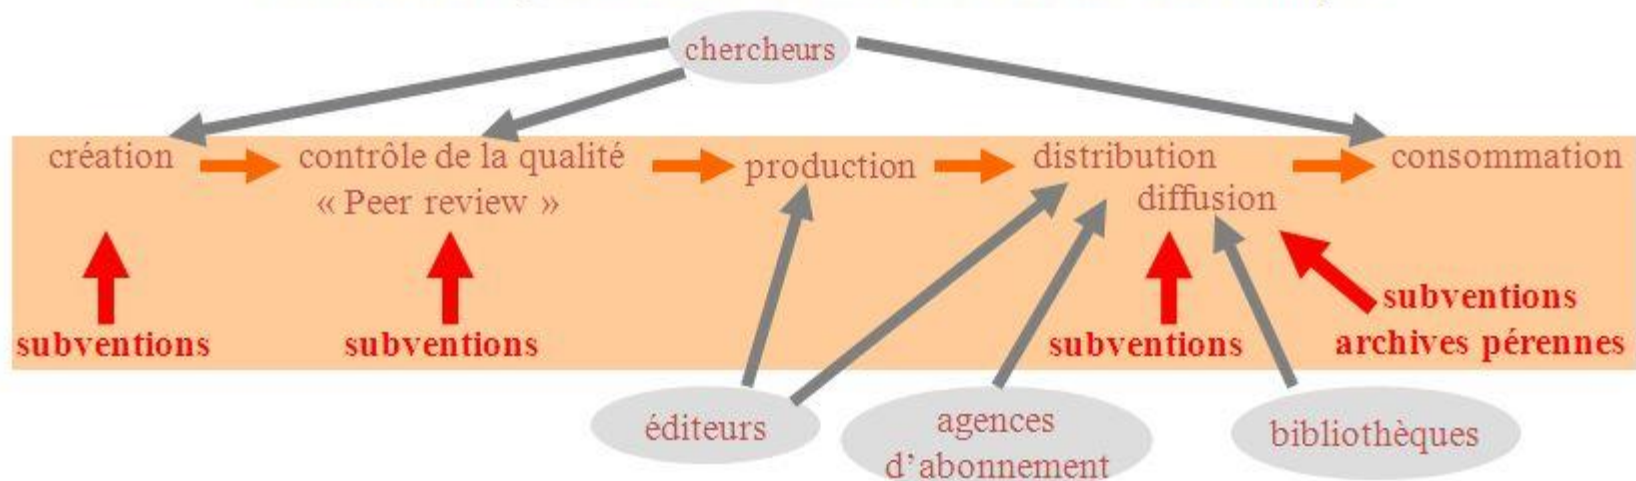 chercheurs
création
contrôle de la qualité
« Peer review »
production
distribution
diffusion
consommation
subventions
subventions
subventions
subventions
archives pérennes
éditeurs
agences
d’abonnement
bibliothèques